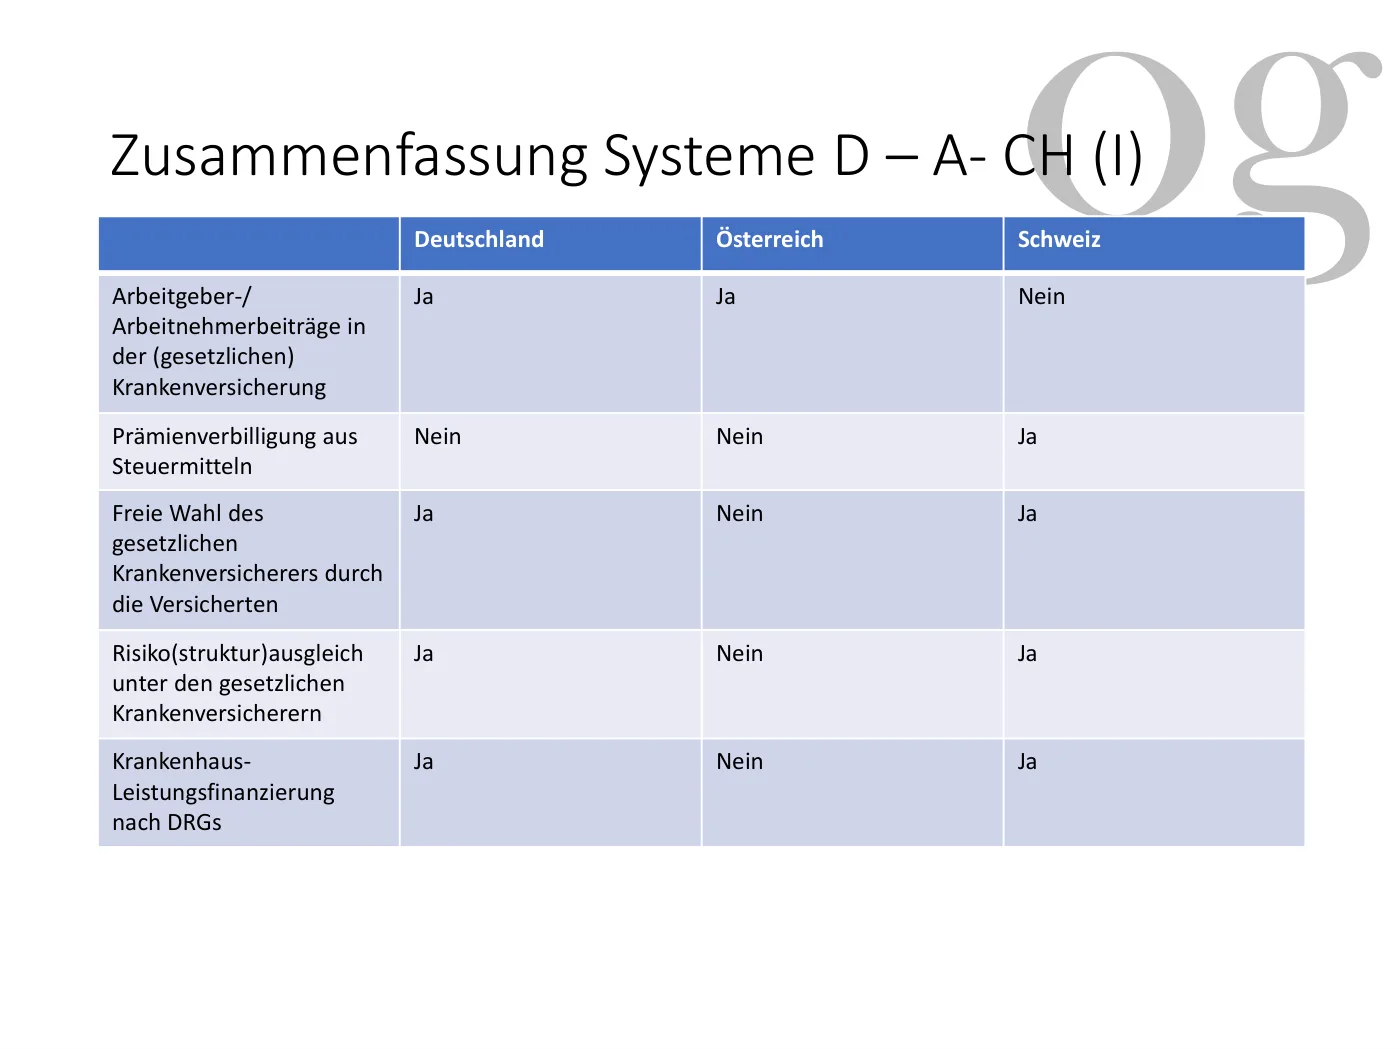 og
Zusammenfassung Systeme D – A- CH (I)
Deutschland Österreich Schweiz
Arbeitgeber-/ Ja Ja Nein
Arbeitnehmerbeiträge in
der (gesetzlichen)
Krankenversicherung
Prämienverbilligung aus Nein Nein Ja
Steuermitteln
Freie Wahl des Ja Nein Ja
gesetzlichen
Krankenversicherers durch
die Versicherten
Risiko(struktur)ausgleich Ja Nein Ja
unter den gesetzlichen
Krankenversicherern
Krankenhaus- Ja Nein Ja
Leistungsfinanzierung
nach DRGs